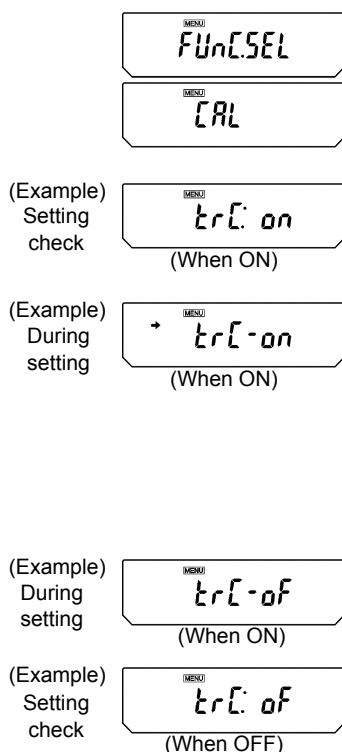 MENU
FUnC.SEL
MENU
CAL
(Example)
Setting
check
MENU
trC: on
(When ON)
(Example)
During
setting
MENU
trC-on
(When ON)
(Example)
During
setting
MENU
trC-oF
(When ON)
(Example)
Setting
check
MENU
trC: oF
(When OFF)